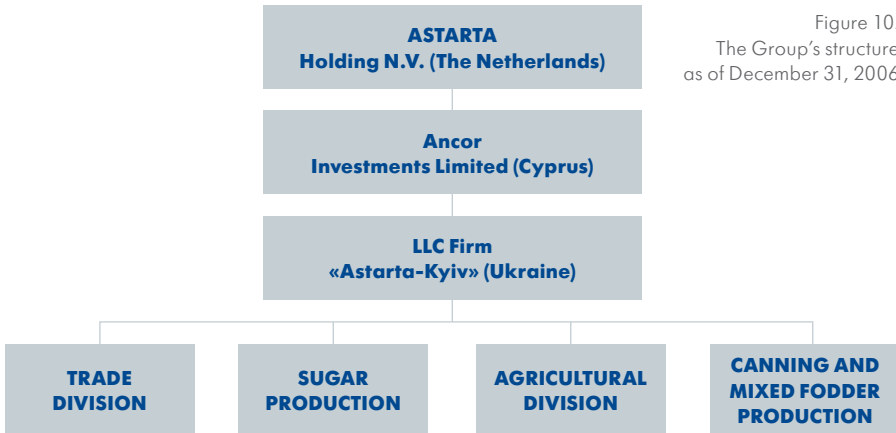 Figure 10.
The Group's structure
as of December 31, 2006
ASTARTA
Holding N.V. (The Netherlands)
Ancor
Investments Limited (Cyprus)
LLC Firm
«Astarta-Kyiv» (Ukraine)
TRADE
DIVISION
SUGAR
PRODUCTION
AGRICULTURAL
DIVISION
CANNING AND
MIXED FODDER
PRODUCTION